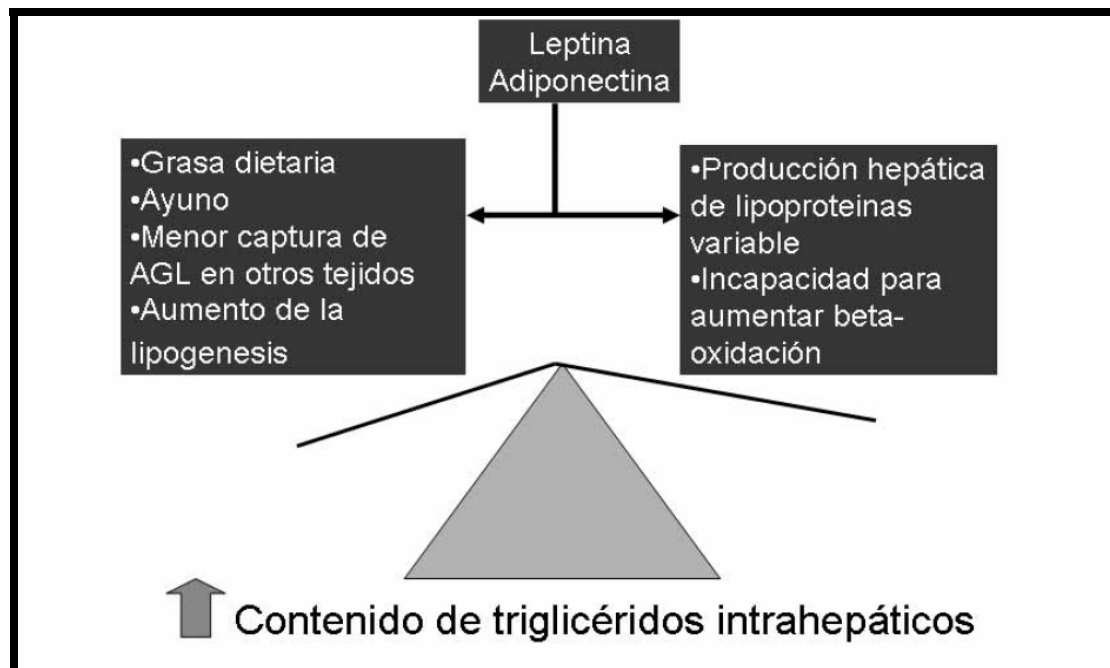 Leptina
Adiponectina
•Grasa dietaria
•Ayuno
•Menor captura de
AGL en otros tejidos
•Aumento de la
lipogenesis
•Producción hepática
de lipoproteinas
variable
•Incapacidad para
aumentar beta-
oxidación
Contenido de triglicéridos intrahepáticos